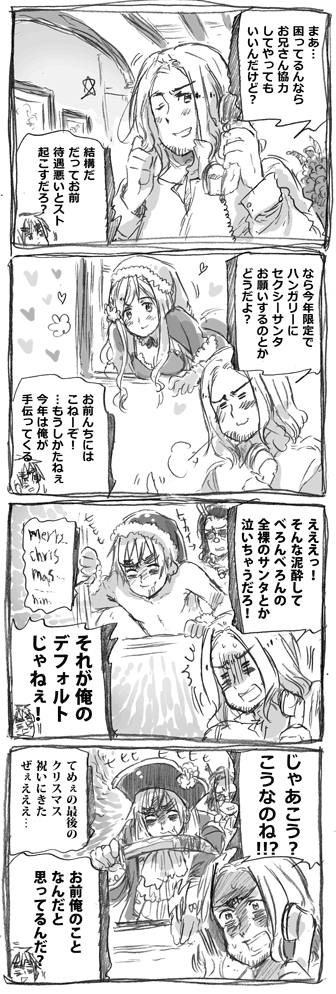 まぁ…
困ってるんなら
お兄さん協力
してやっても
いいんだけど?
結構だ
だってお前
待遇悪いとスト
起こすだろ?
なら今年限定で
ハンガリーに
セクシーサンタ
お願いするのとか
どうだよ?
お前んちには
こねーぞ!
…もうしかたねぇ
今年は俺が
手伝ってくる
えええっ!
そんな泥酔して
べろんべろんの
全裸のサンタとか
泣いちゃうだろ!
merry
chris
mas…
それが俺の
デフォルト
じゃねぇ!
じゃあこう?
こうなのね!!?
てめぇの最後の
クリスマス
祝いにきた
ぜぇえええ…
お前俺のこと
なんだと
思ってるんだ?